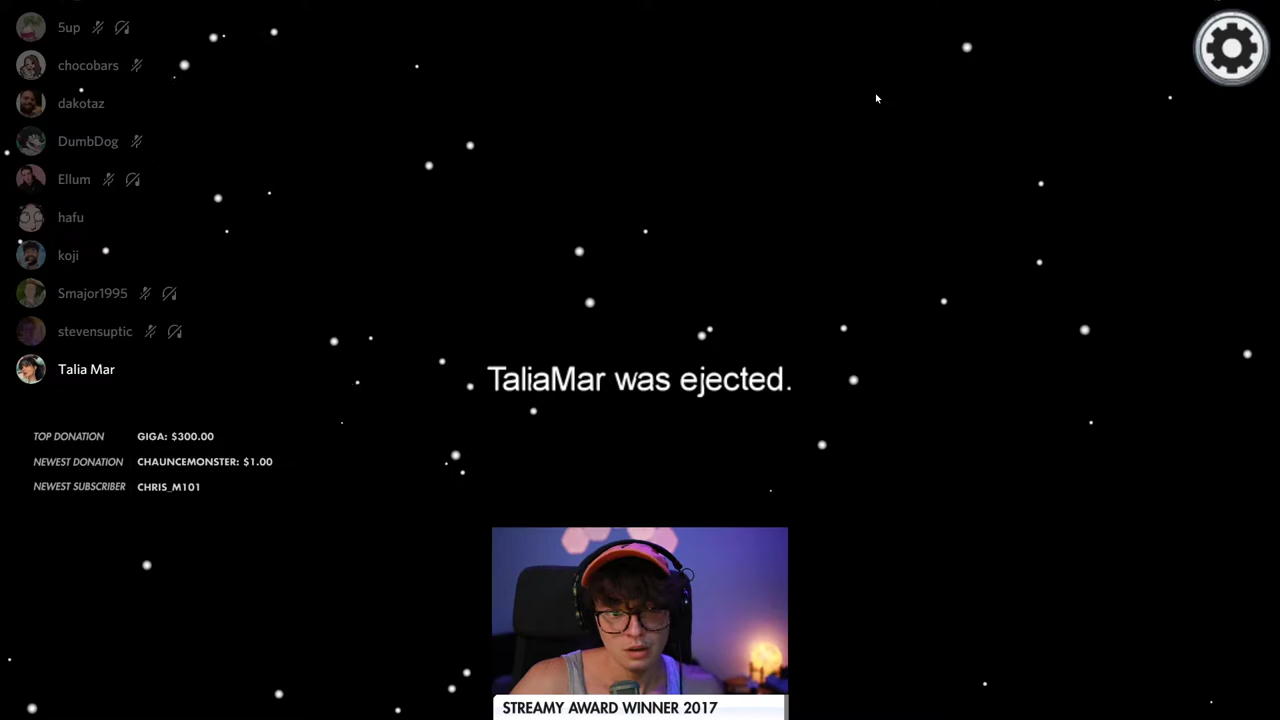 5up
chocobars
dakotaz
DumbDog
Ellum
hafu
koji
Smajor1995
stevensuptic
Talia Mar
TaliaMar was ejected.
TOP DONATION GIGA: $300.00
NEWEST DONATION CHAUNCEMONSTER: $1.00
NEWEST SUBSCRIBER CHRIS_M101
STREAMY AWARD WINNER 2017